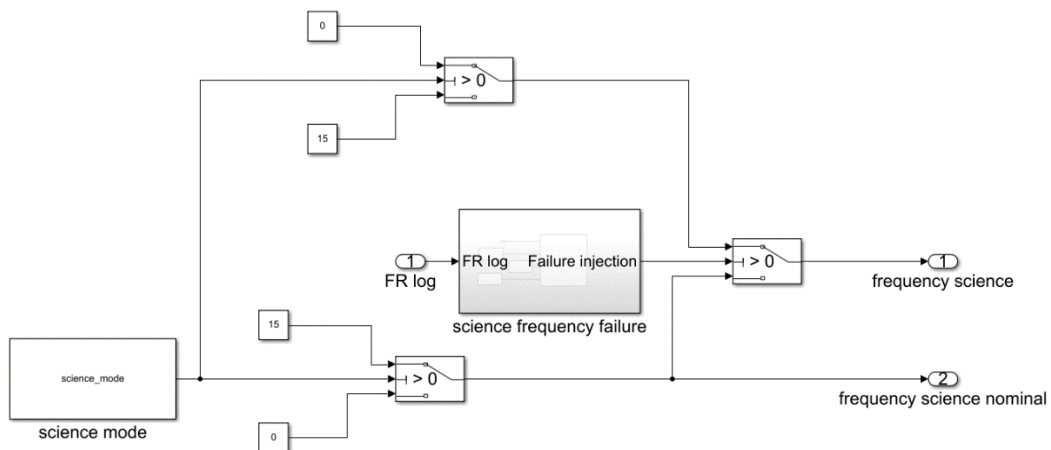 0
> 0
15
1
FR log
FR log
Failure injection
science frequency failure
> 0
1
frequency science
15
science_mode
science mode
> 0
0
2
frequency science nominal